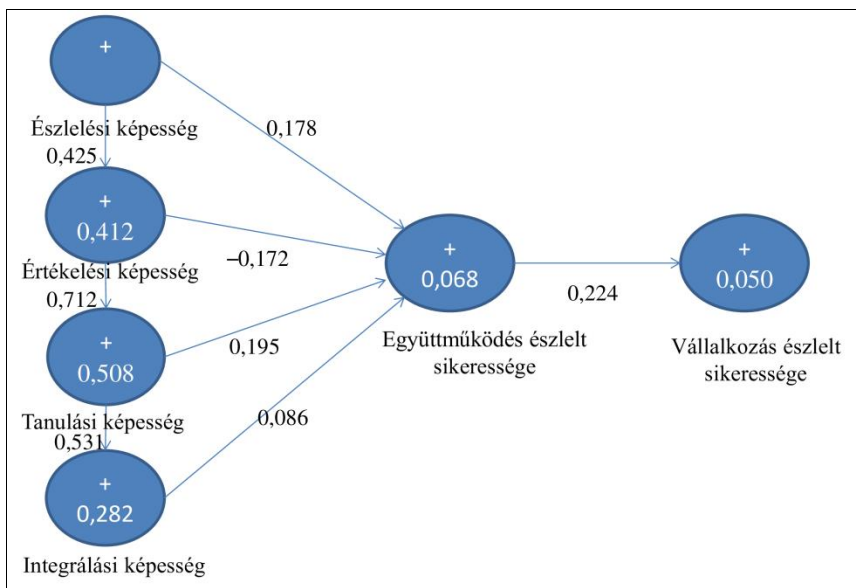 +
Észlelési képesség
0,178
0,425
+
0,412
–0,172
Értékelési képesség
0,712
+
0,068
0,224
+
0,050
+
0,508
0,195
Együttműködés észlelt
sikeressége
Vállalkozás észlelt
sikeressége
Tanulási képesség
0,531
0,086
+
0,282
Integrálási képesség